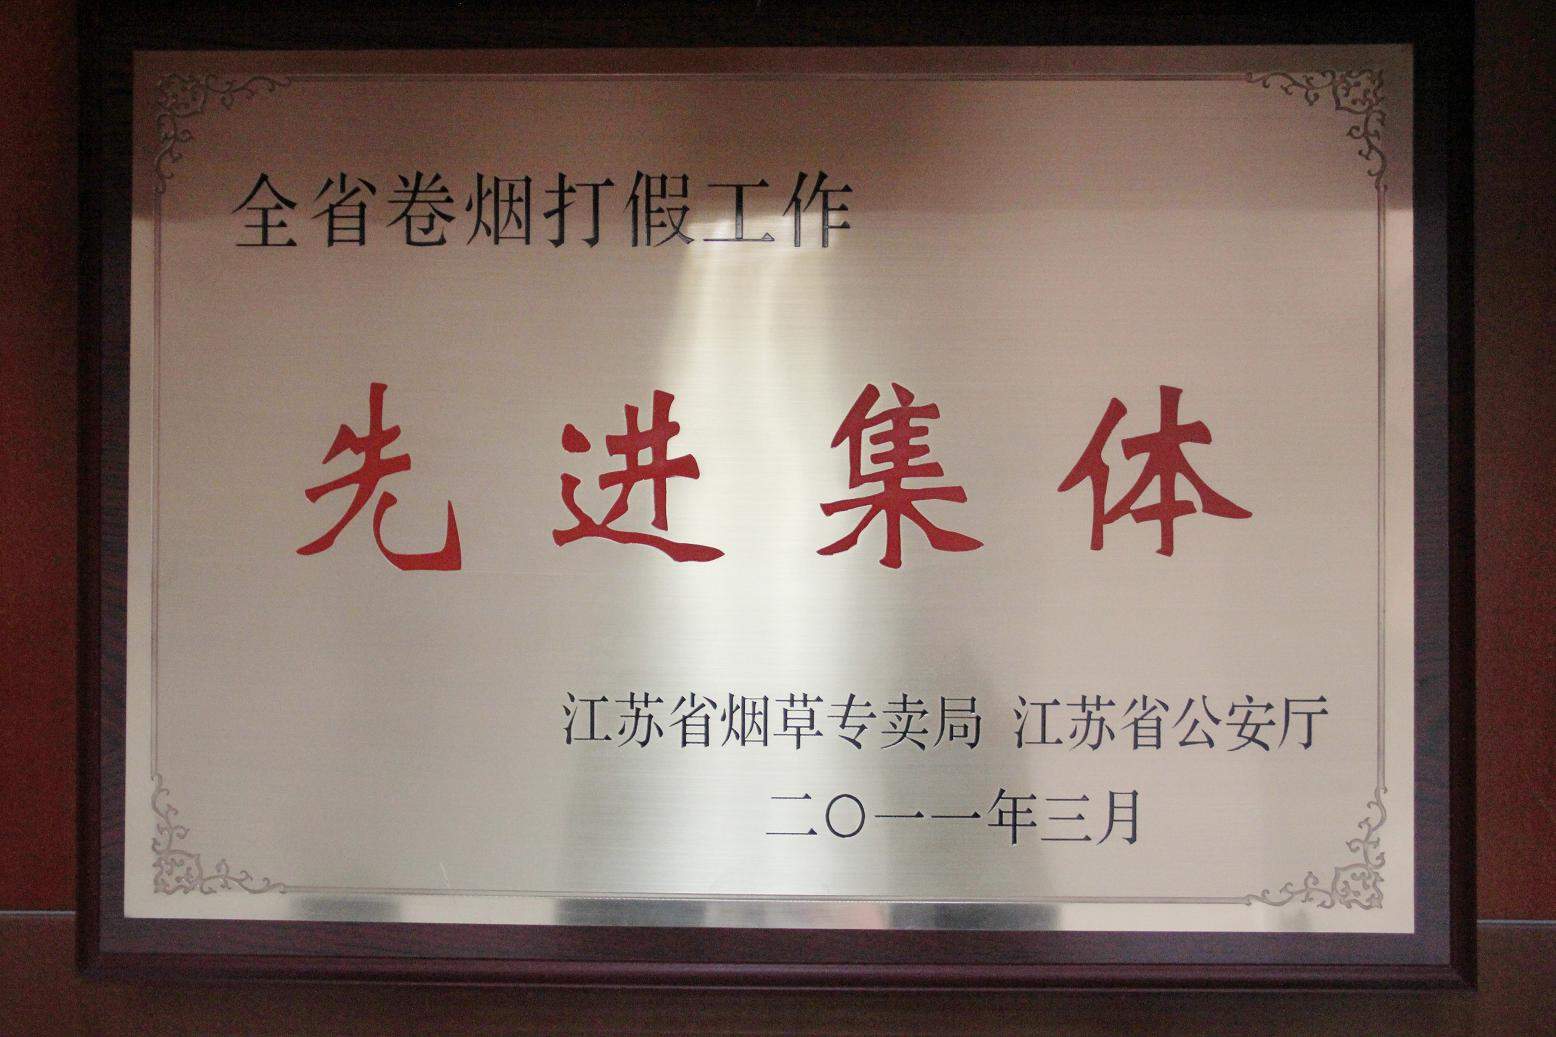 全省卷烟打假工作
先进集体
江苏省烟草专卖局 江苏省公安厅
二〇一一年三月